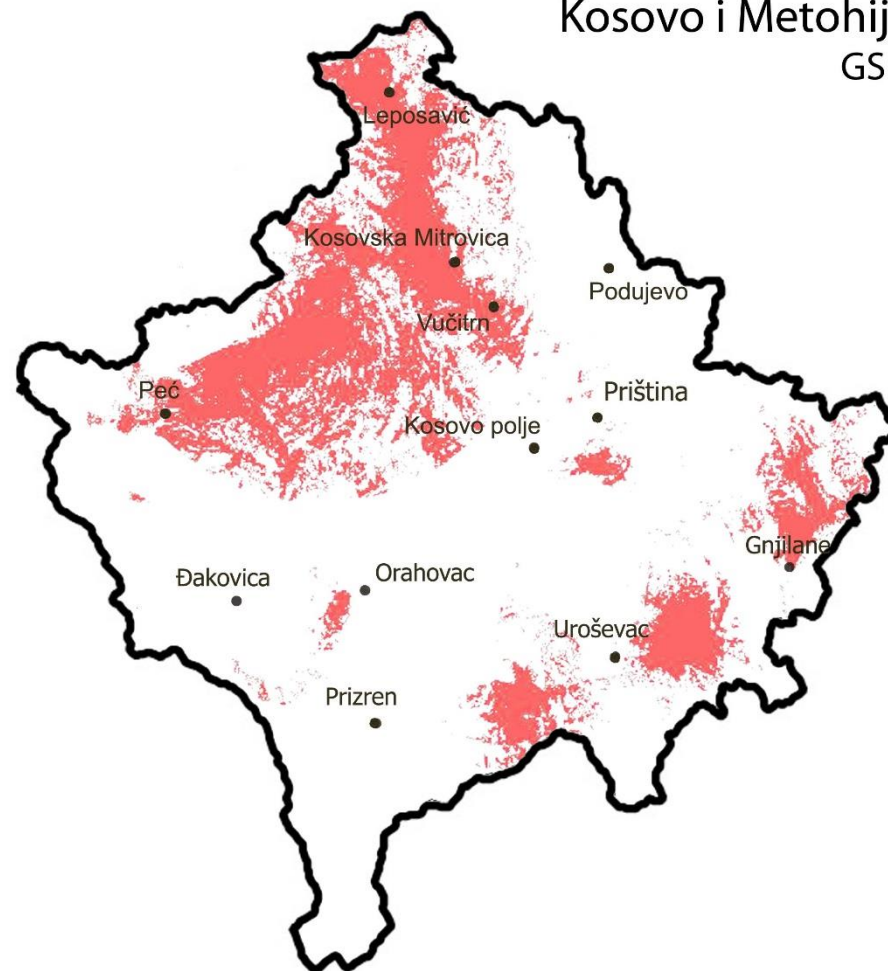 Kosovo i Metohij
GS
Leposavić
Kosovska Mitrovica
Podujevo
Vučitrn
Peć
Priština
Kosovo polje
Gnjilane
Đakovica
Orahovac
Uroševac
Prizren